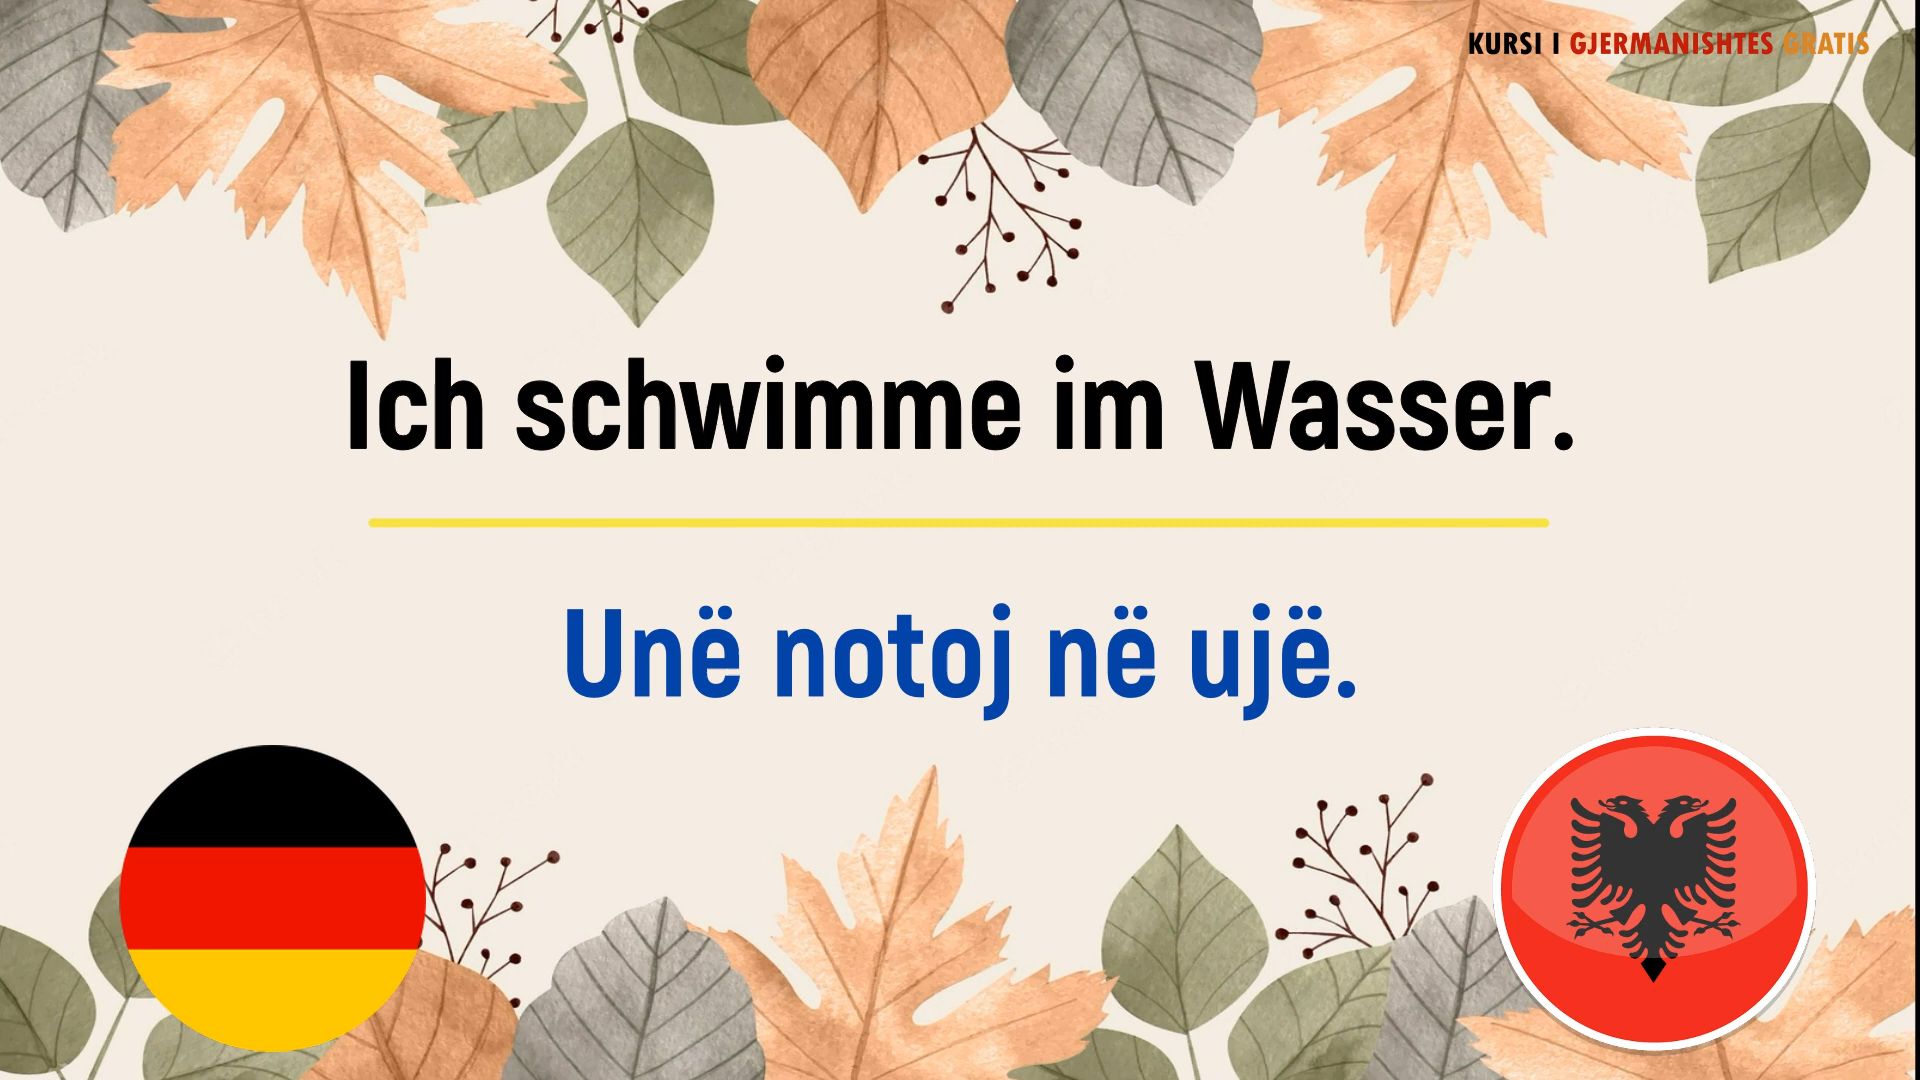 KURSI I GJERMANISHTES GRATIS
Ich schwimme im Wasser.
Unë notoj në ujë.